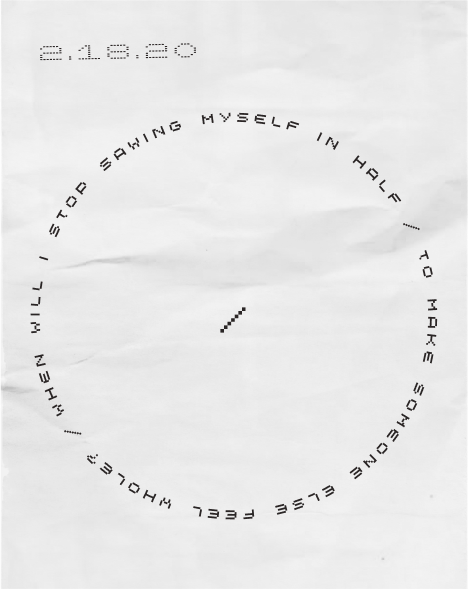 2.18.20
WHEN WILL I STOP SAWING MYSELF IN HALF / TO MAKE SOMEONE ELSE FEEL WHOLE? /
/